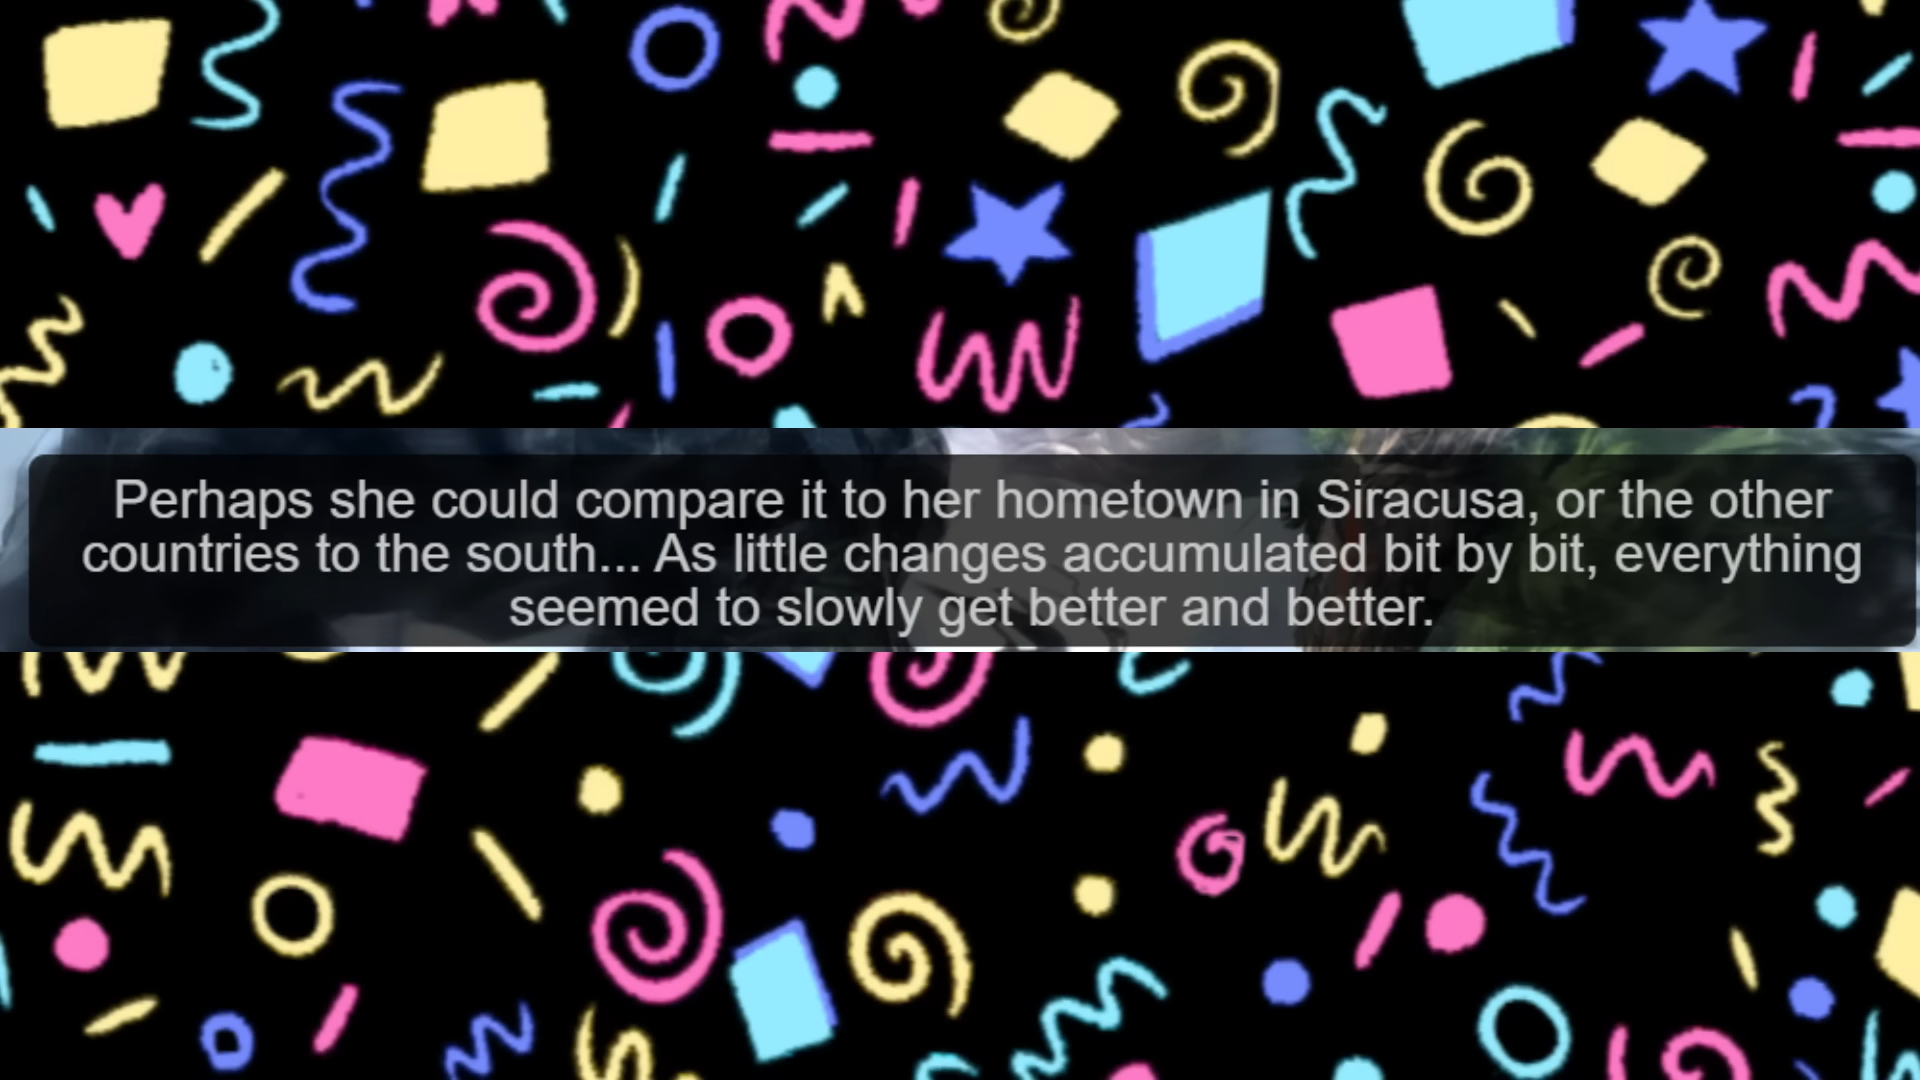 Perhaps she could compare it to her hometown in Siracusa, or the other
countries to the south... As little changes accumulated bit by bit, everything
seemed to slowly get better and better.